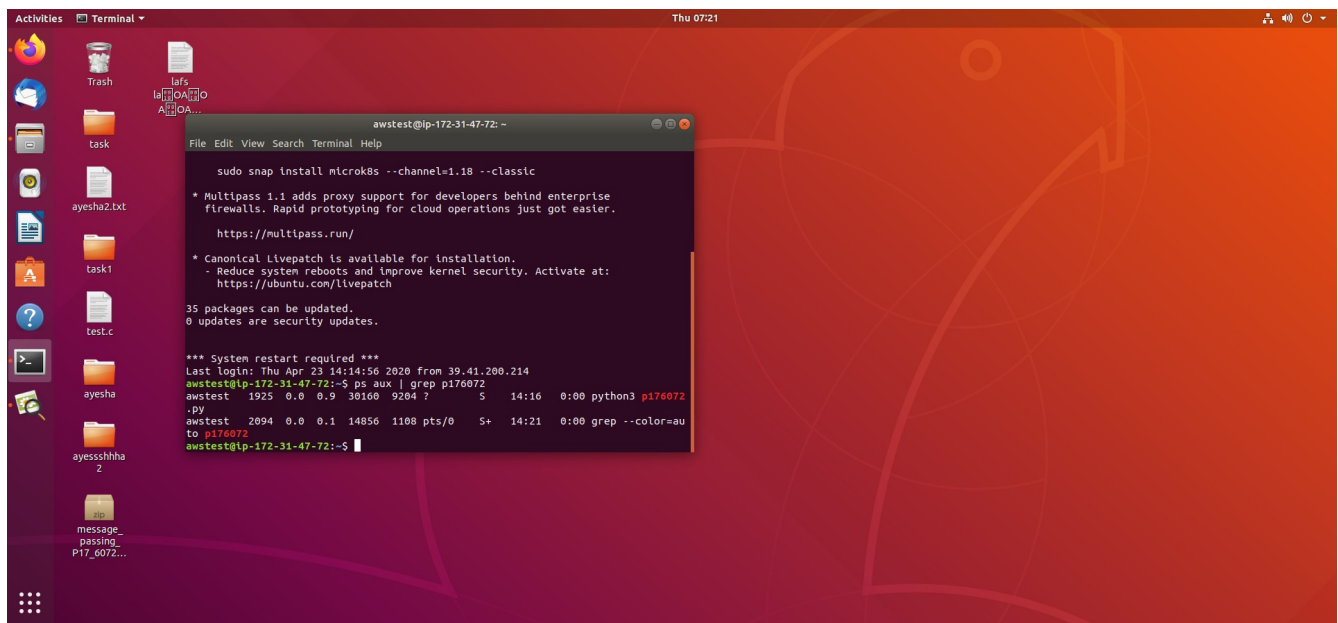 Activities Terminal Thu 07:21
Trash
lafs
task
ayesha2.txt
task1
test.c
ayesha
ayessshhha
2
zip
message_
passing_
P17_6072...
awstest@ip-172-31-47-72: ~
File Edit View Search Terminal Help
sudo snap install microk8s --channel=1.18 --classic
* Multipass 1.1 adds proxy support for developers behind enterprise
firewalls. Rapid prototyping for cloud operations just got easier.
https://multipass.run/
* Canonical Livepatch is available for installation.
- Reduce system reboots and improve kernel security. Activate at:
https://ubuntu.com/livepatch
35 packages can be updated.
0 updates are security updates.
*** System restart required ***
Last login: Thu Apr 23 14:14:56 2020 from 39.41.200.214
awstest@ip-172-31-47-72:~$ ps aux | grep p176072
awstest 1925 0.0 0.9 30160 9204 ? S 14:16 0:00 python3 p176072
.py
awstest 2094 0.0 0.1 14856 1108 pts/0 S+ 14:21 0:00 grep --color=au
to p176072
awstest@ip-172-31-47-72:~$